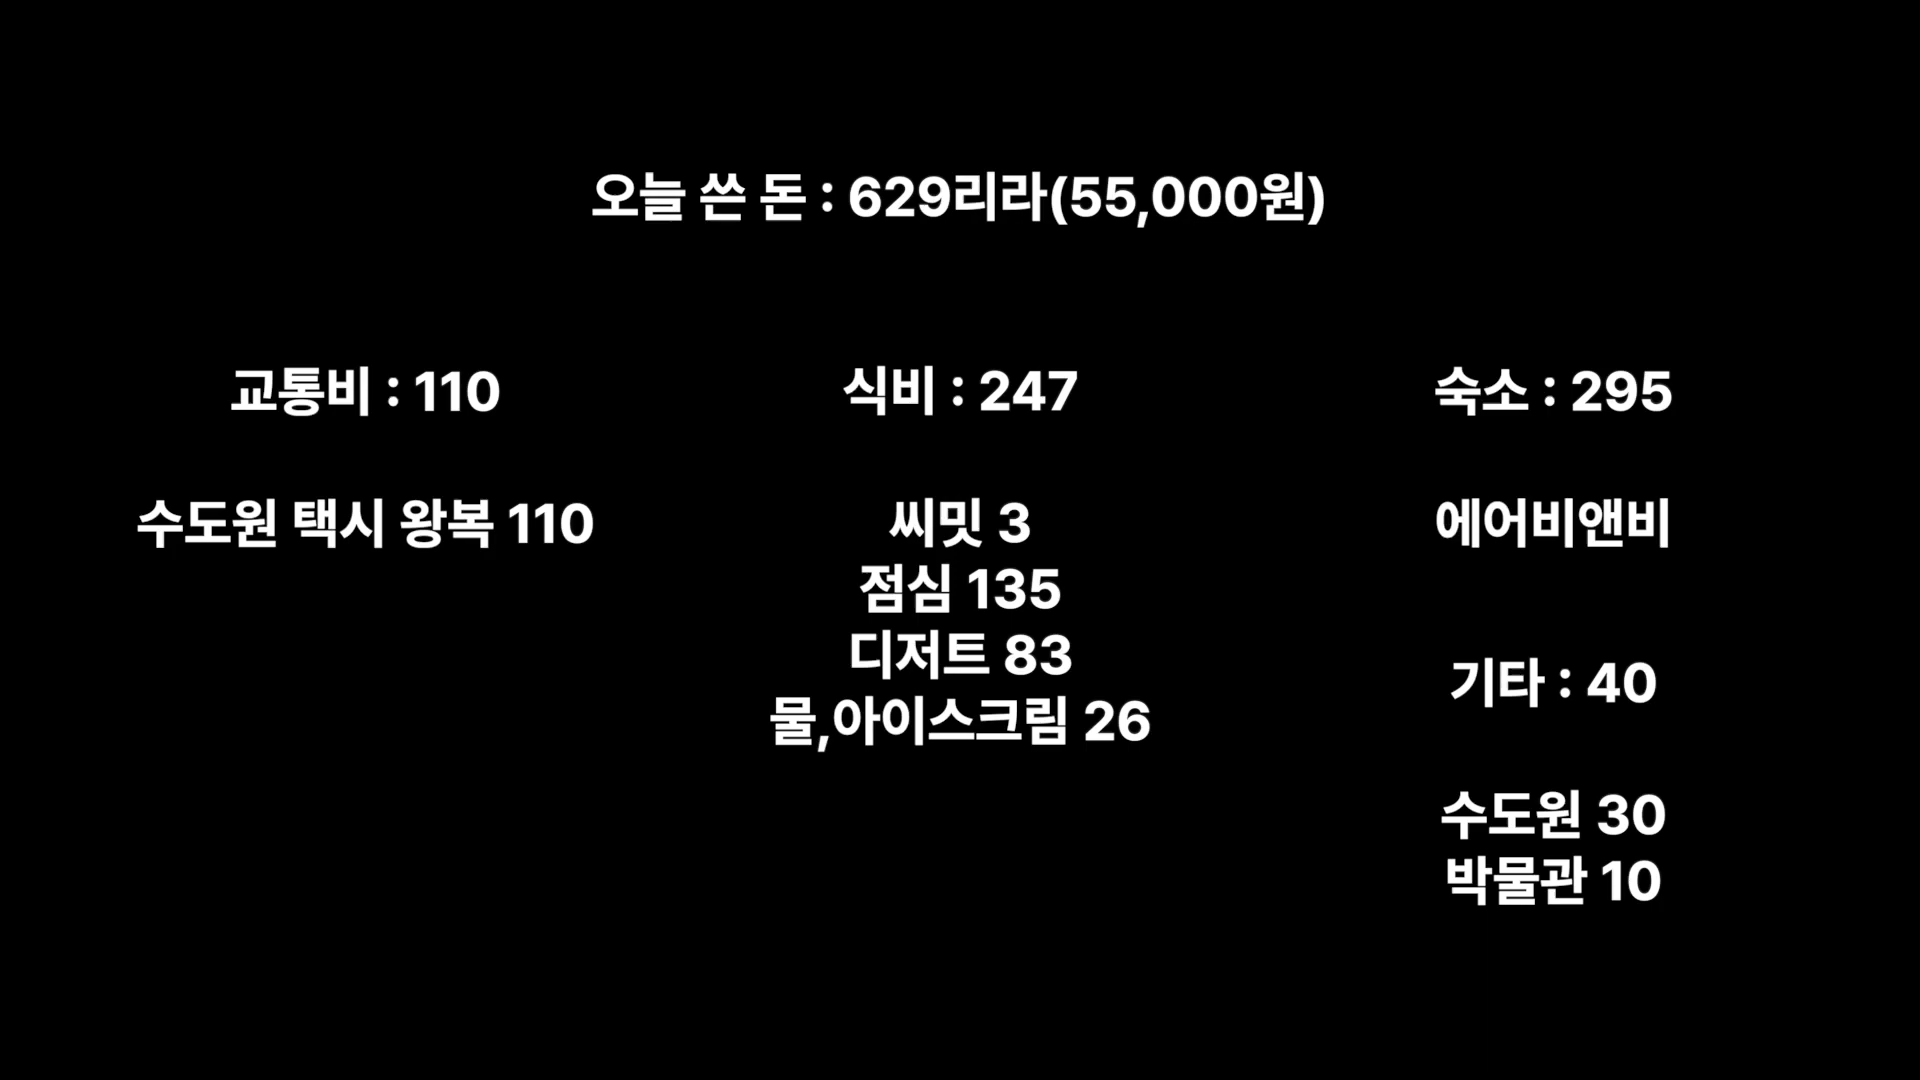 오늘 쓴 돈 : 629리라(55,000원)
교통비 : 110
수도원 택시 왕복 110
식비 : 247
씨밋 3
점심 135
디저트 83
물,아이스크림 26
숙소 : 295
에어비앤비
기타 : 40
수도원 30
박물관 10